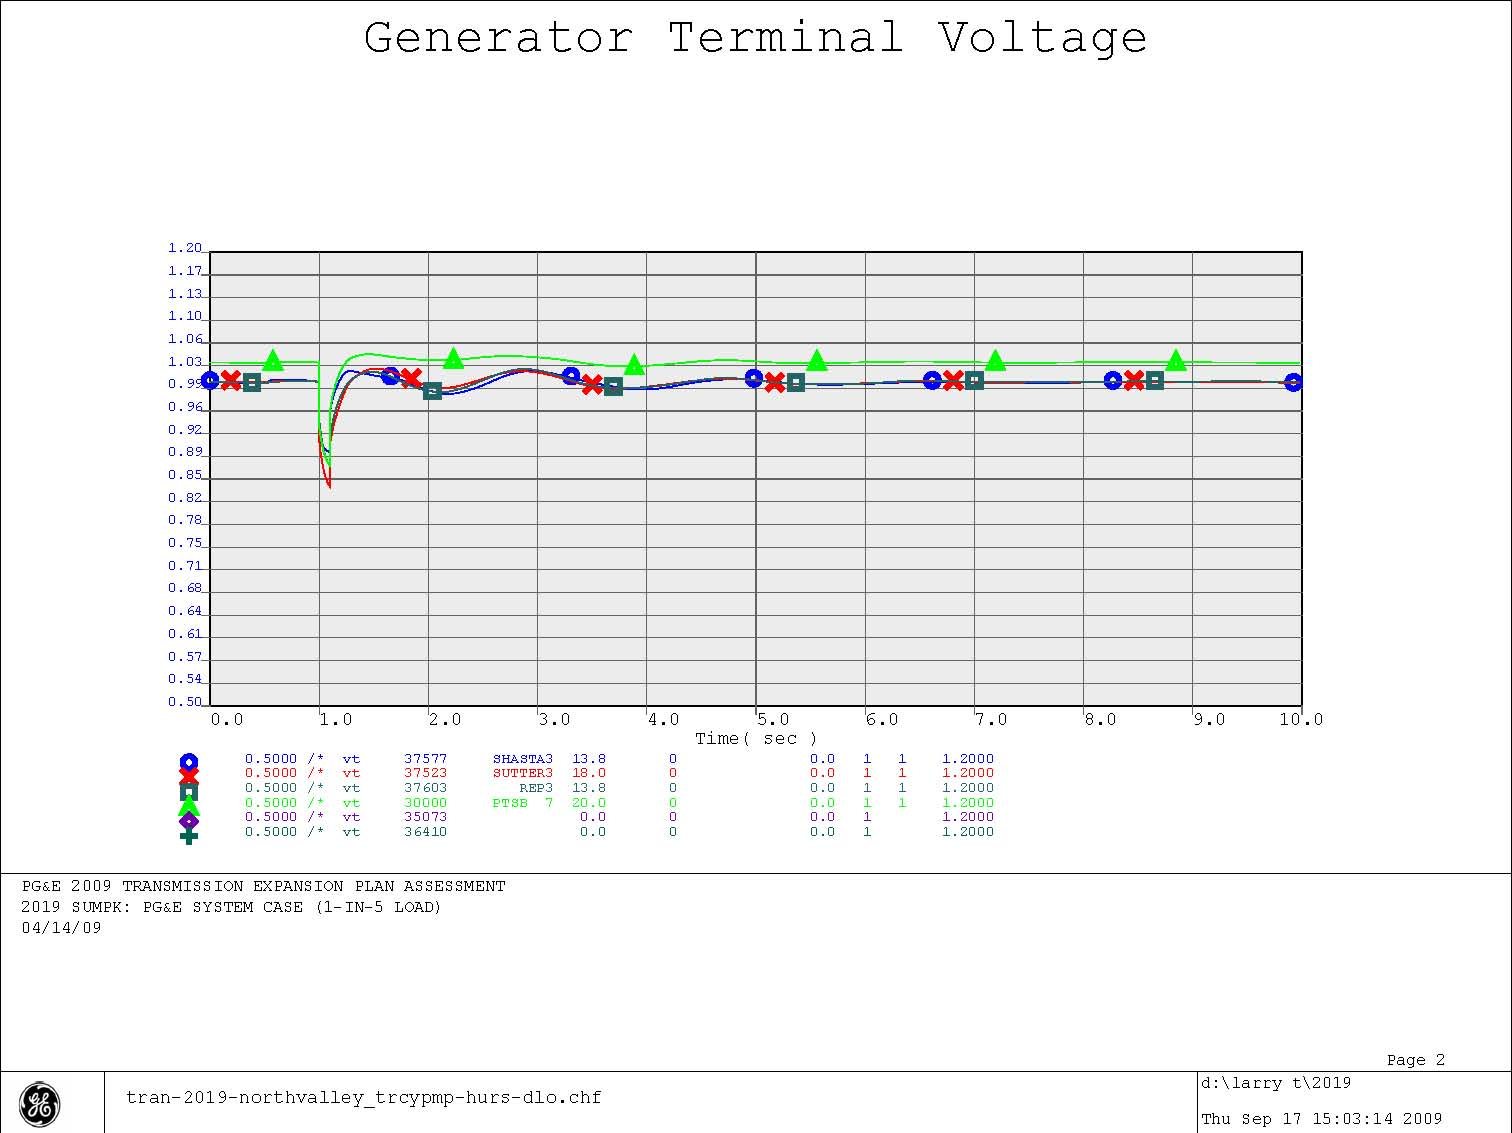 Generator Terminal Voltage
1.20
1.17
1.13
1.10
1.06
1.03
0.99
0.96
0.92
0.89
0.85
0.82
0.78
0.75
0.71
0.68
0.64
0.61
0.57
0.54
0.50
0.0 1.0 2.0 3.0 4.0 5.0 6.0 7.0 8.0 9.0 10.0
Time( sec )
0.5000 /* vt 37577 SHASTA3 13.8 0 0.0 1 1 1.2000
0.5000 /* vt 37523 SUTTER3 18.0 0 0.0 1 1 1.2000
0.5000 /* vt 37603 REP3 13.8 0 0.0 1 1 1.2000
0.5000 /* vt 30000 PTSB 7 20.0 0 0.0 1 1 1.2000
0.5000 /* vt 35073 0.0 0 0.0 1 1.2000
0.5000 /* vt 36410 0.0 0 0.0 1 1.2000
PG&E 2009 TRANSMISSION EXPANSION PLAN ASSESSMENT
2019 SUMPK: PG&E SYSTEM CASE (1-IN-5 LOAD)
04/14/09
Page 2
GE
tran-2019-northvalley_trcypmp-hurs-dlo.chf
d:\larry t\2019
Thu Sep 17 15:03:14 2009